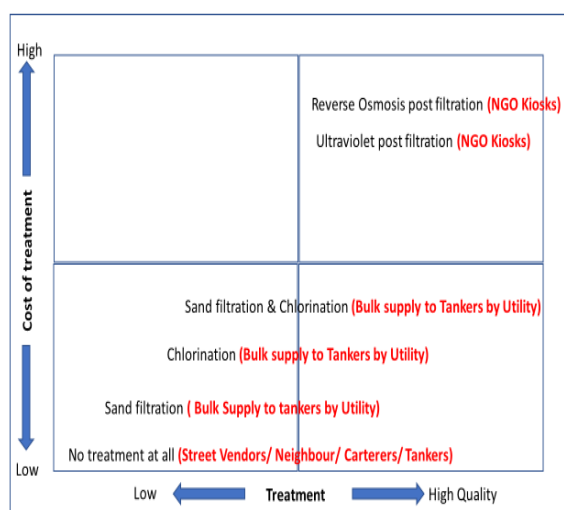 High
Reverse Osmosis post filtration (NGO Kiosks)
Ultraviolet post filtration (NGO Kiosks)
Cost of treatment
Sand filtration & Chlorination (Bulk supply to Tankers by Utility)
Chlorination (Bulk supply to Tankers by Utility)
Sand filtration ( Bulk Supply to tankers by Utility)
No treatment at all (Street Vendors/ Neighbour/ Carterers/ Tankers)
Low
Low
Treatment
High Quality